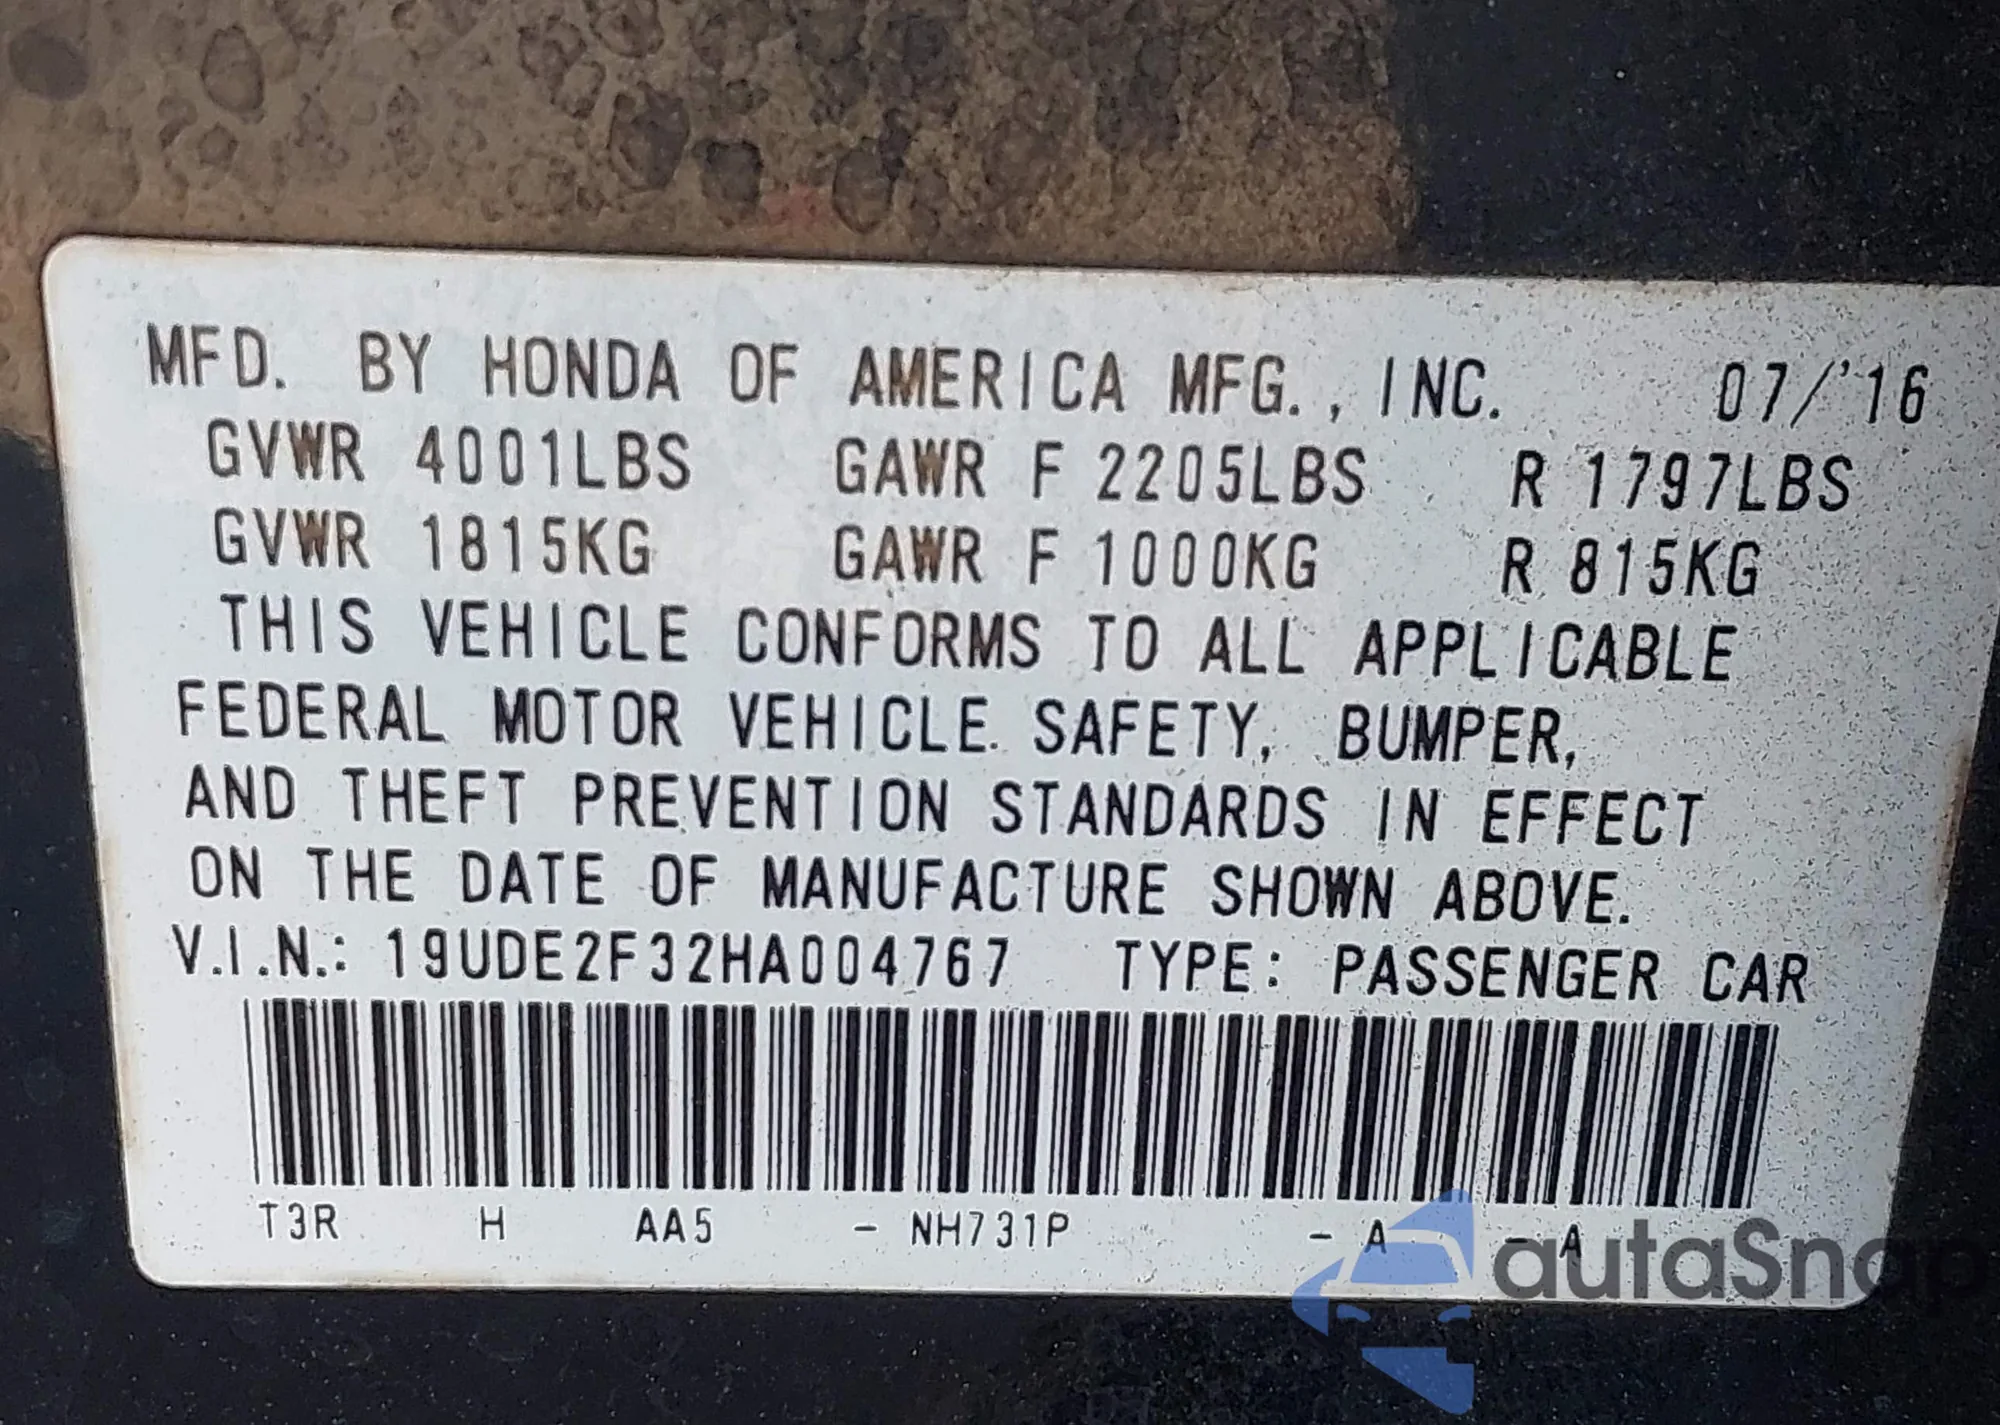 MFD. BY HONDA OF AMERICA MFG., INC. 07/'16
GVWR 4001LBS GAWR F 2205LBS R 1797LBS
GVWR 1815KG GAWR F 1000KG R 815KG
THIS VEHICLE CONFORMS TO ALL APPLICABLE
FEDERAL MOTOR VEHICLE SAFETY, BUMPER,
AND THEFT PREVENTION STANDARDS IN EFFECT
ON THE DATE OF MANUFACTURE SHOWN ABOVE.
V.I.N.: 19UDE2F32HA004767 TYPE: PASSENGER CAR
T3R H AA5 - NH731P - A - A
autaSnap